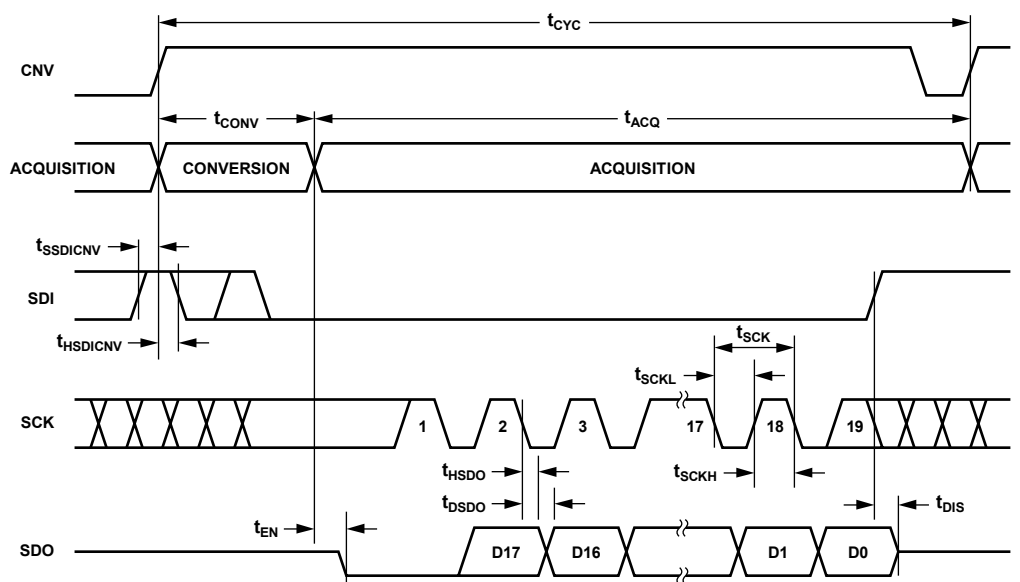 tCYC
CNV
tCONV
tACQ
ACQUISITION
CONVERSION
ACQUISITION
tSSDICNV
SDI
tHSDICNV
tSCK
tSCKL
SCK
1
2
3
17
18
19
tHSDO
tSCKH
tDSDO
tDIS
tEN
SDO
D17
D16
D1
D0